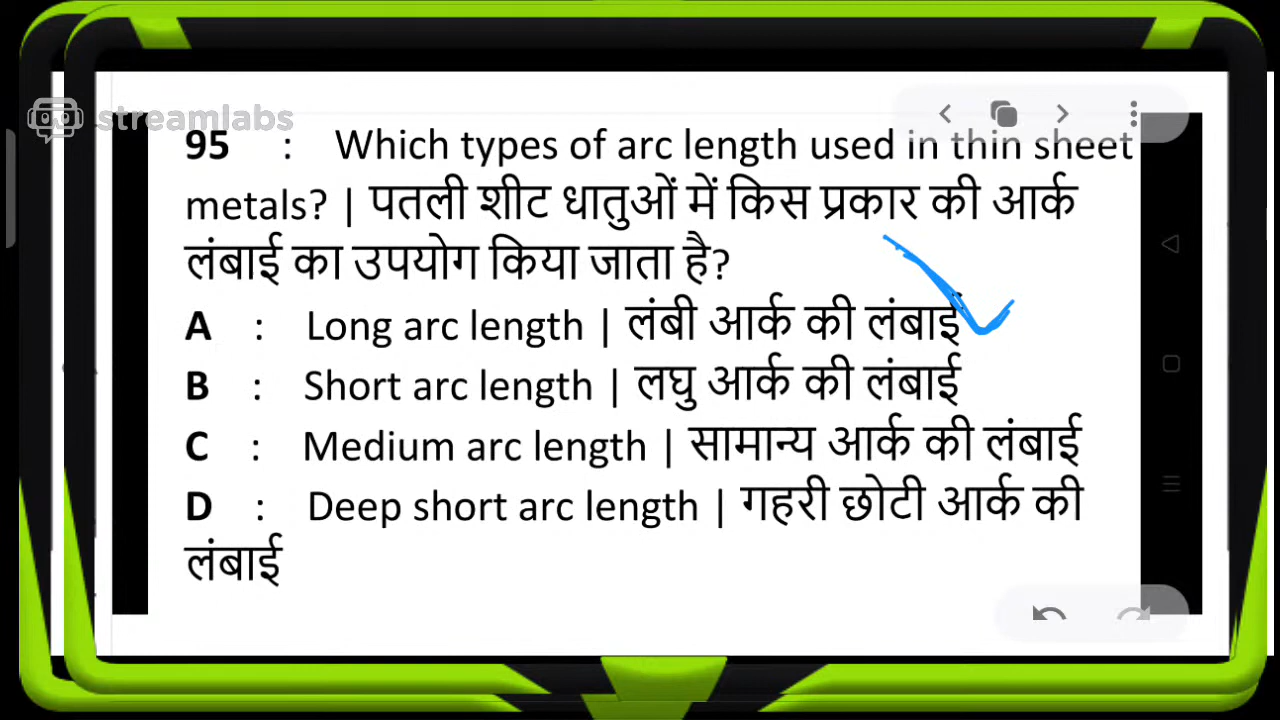 streamlabs
95 : Which types of arc length used in thin sheet
metals? | पतली शीट धातुओं में किस प्रकार की आर्क
लंबाई का उपयोग किया जाता है?
A : Long arc length | लंबी आर्क की लंबाई
B : Short arc length | लघु आर्क की लंबाई
C : Medium arc length | सामान्य आर्क की लंबाई
D : Deep short arc length | गहरी छोटी आर्क की
लंबाई